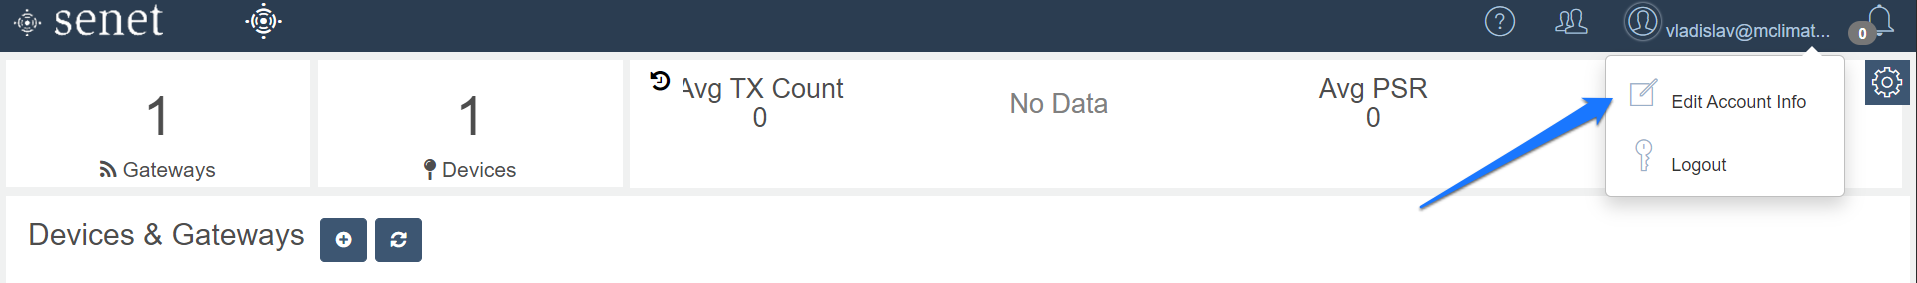 senet
vladislav@mclimat...
0
1
Gateways
1
Devices
Avg TX Count
0
No Data
Avg PSR
0
Edit Account Info
Logout
Devices & Gateways